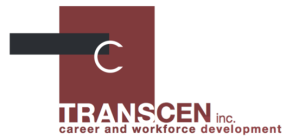 C
TRANSCEN inc.
career and workforce development